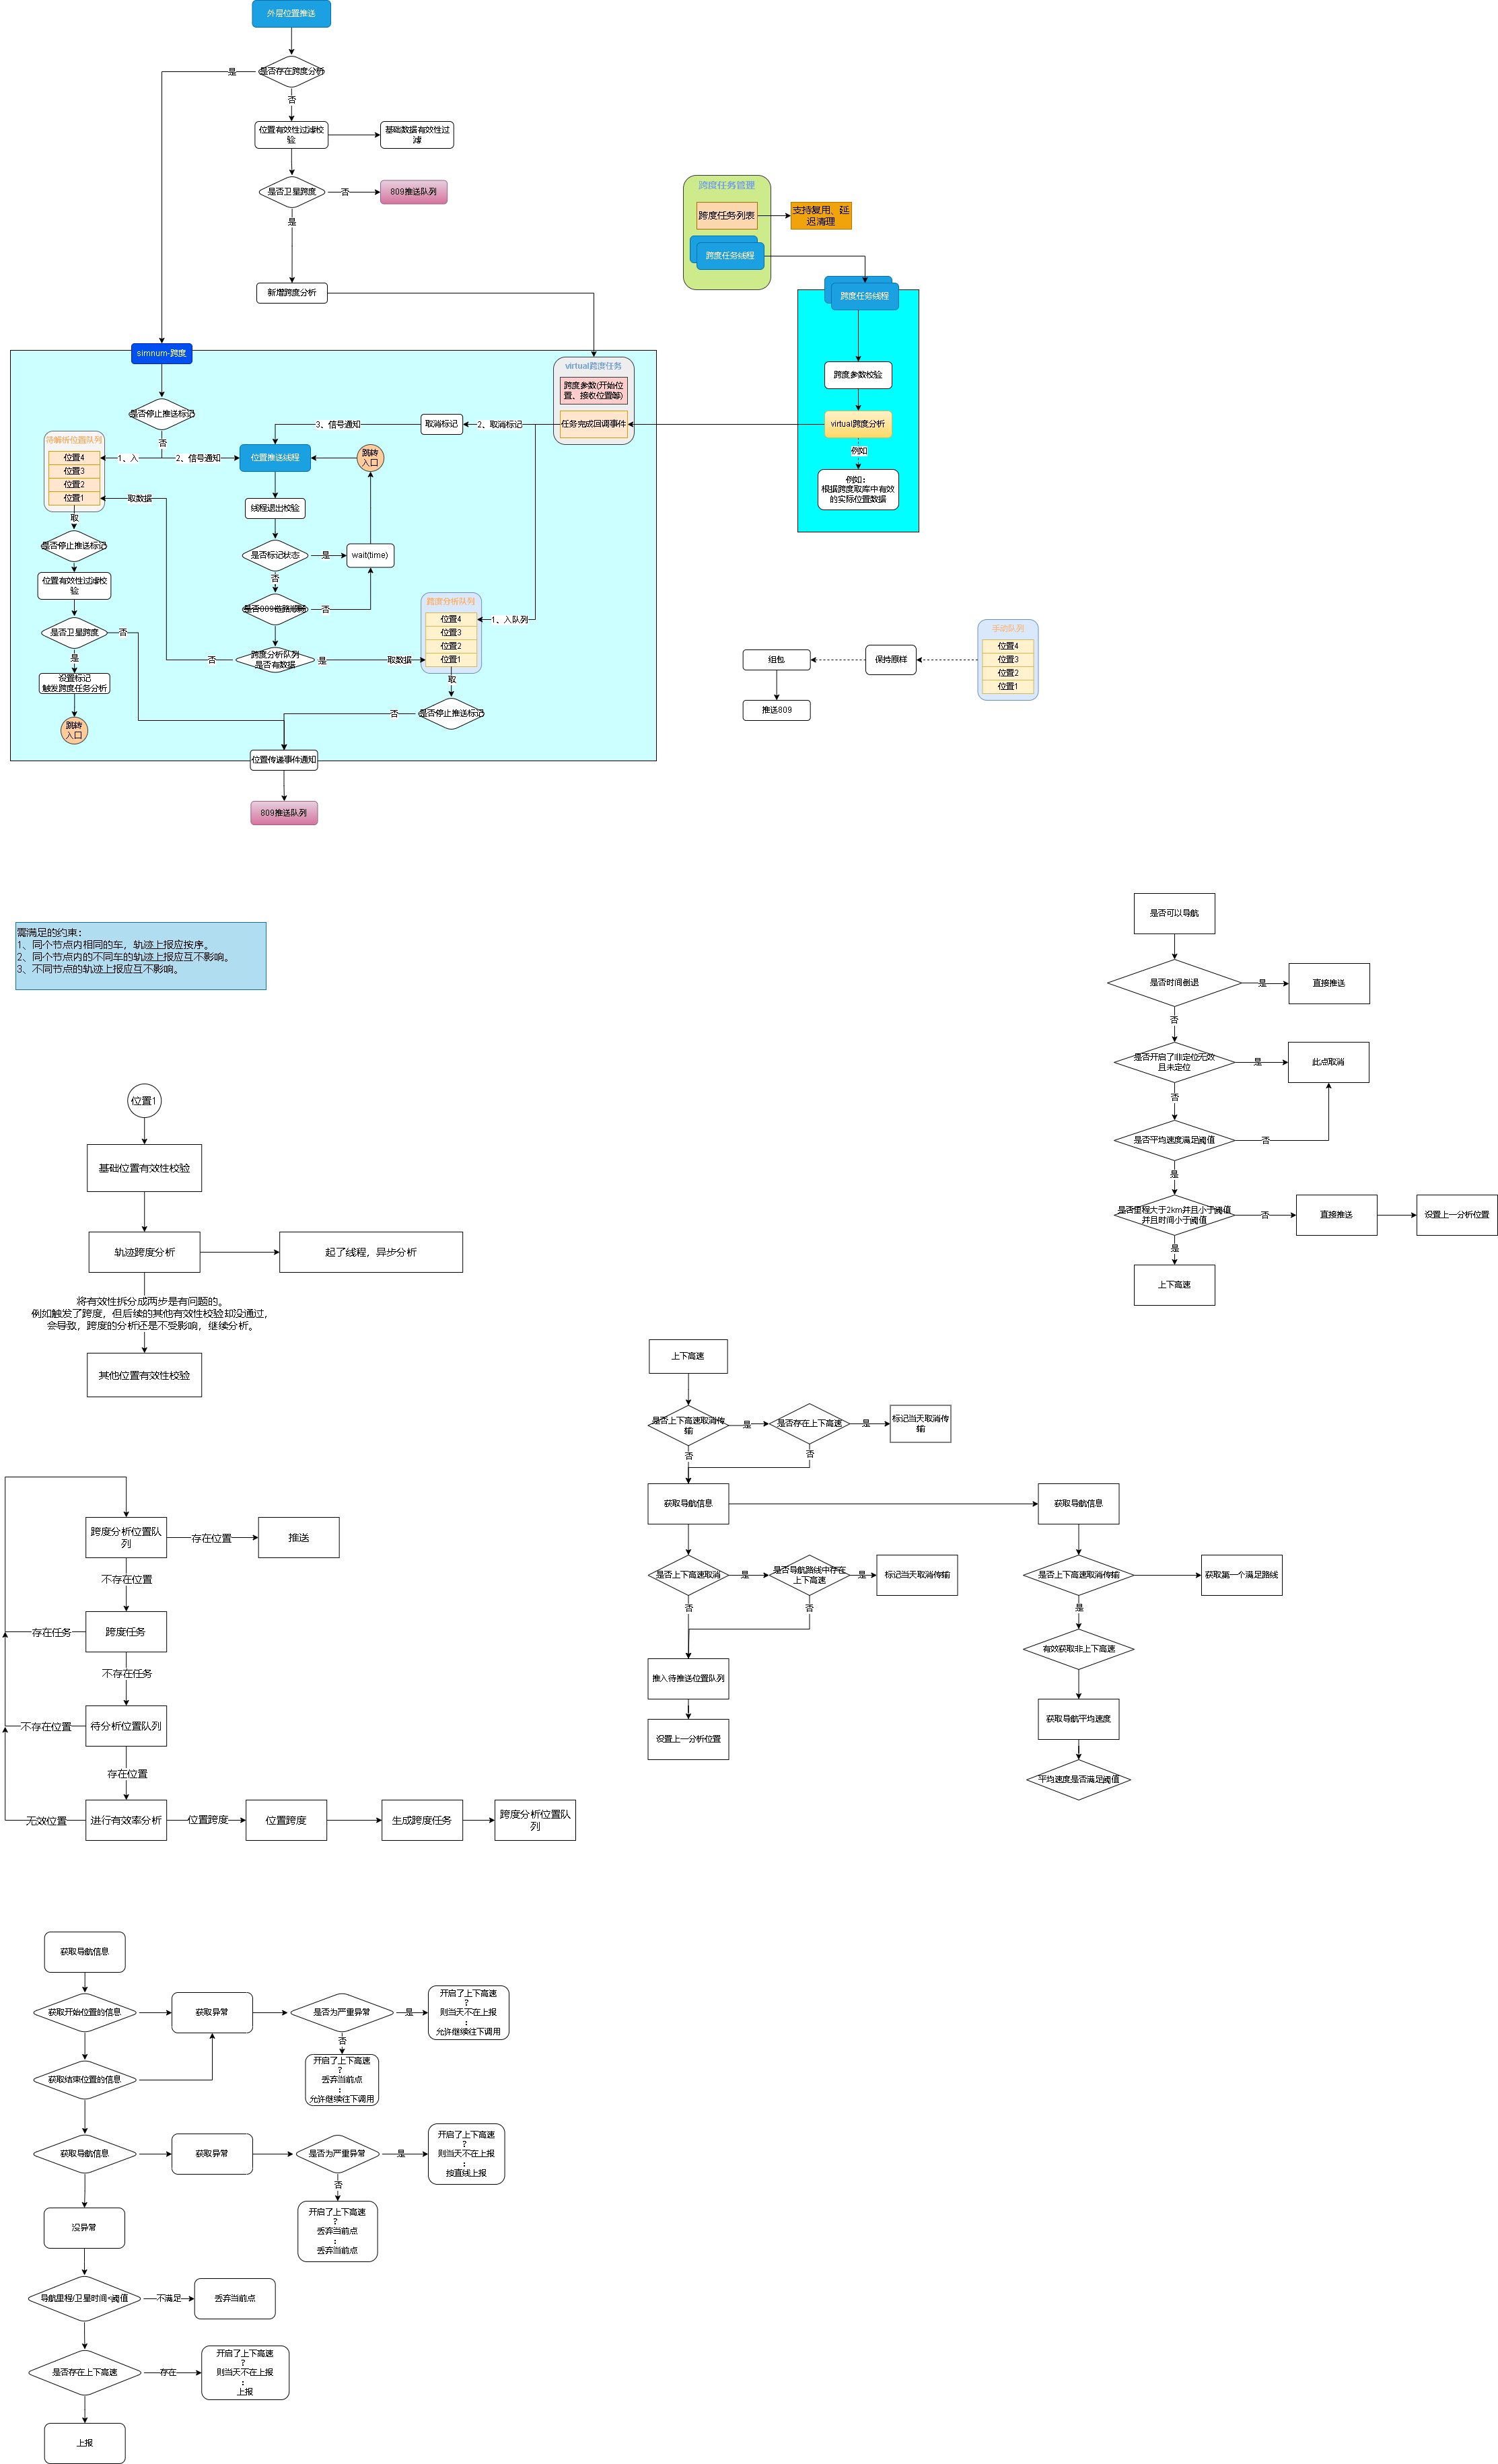 外层位置推送
是否存在跨度分析
是
否
位置有效性过滤校
验
基础数据有效性过
滤
是否卫星跨度
否
809推送队列
是
新增跨度分析
跨度任务管理
跨度任务列表
支持复用、延
迟清理
跨度任务线程
跨度任务线程
跨度参数校验
virtual跨度分析
例如
例如：
根据跨度取库中有效
的实际位置数据
simnum-跨度
是否停止推送标记
否
virtual跨度任务
跨度参数(开始位
置、接收位置等)
任务完成回调事件
2、取消标记
取消标记
3、信号通知
待解析位置队列
位置4
位置3
位置2
位置1
1、入
2、信号通知
位置推送线程
跳转
入口
取数据
取
线程退出校验
是否停止推送标记
是否标记状态
是
wait(time)
否
位置有效性过滤校
验
是否809链路顺畅
否
跨度分析队列
位置4
位置3
位置2
位置1
1、入队列
是否卫星跨度
否
是
跨度分析队列
是否有数据
否
是
取数据
取
设置标记
触发跨度任务分析
跳转
入口
是否停止推送标记
否
位置传递事件通知
809推送队列
手动队列
位置4
位置3
位置2
位置1
保持原样
组包
推送809
需满足的约束：
1、同个节点内相同的车，轨迹上报应按序。
2、同个节点内的不同车的轨迹上报应互不影响。
3、不同节点的轨迹上报应互不影响。
是否可以导航
是否时间倒退
是
直接推送
否
是否开启了非定位无效
且未定位
是
此点取消
否
是否平均速度满足阈值
否
是
是否里程大于2km并且小于阈值
并且时间小于阈值
否
直接推送
设置上一分析位置
是
上下高速
位置1
基础位置有效性校验
轨迹跨度分析
起了线程，异步分析
将有效性拆分成两步是有问题的。
例如触发了跨度，但后续的其他有效性校验却没通过，
会导致，跨度的分析还是不受影响，继续分析。
其他位置有效性校验
上下高速
是否上下高速取消传
输
是
是否存在上下高速
是
标记当天取消传
输
否
否
获取导航信息
获取导航信息
是否上下高速取消
是
是否导航路线中存在
上下高速
是
标记当天取消传输
否
否
推入待推送位置队列
设置上一分析位置
是否上下高速取消传输
获取第一个满足路线
是
有效获取非上下高速
获取导航平均速度
平均速度是否满足阈值
跨度分析位置队
列
存在位置
推送
不存在位置
跨度任务
存在任务
不存在任务
待分析位置队列
不存在位置
存在位置
进行有效率分析
无效位置
位置跨度
位置跨度
生成跨度任务
跨度分析位置队
列
获取导航信息
获取开始位置的信息
获取异常
是否为严重异常
是
开启了上下高速
?
则当天不在上报
:
允许继续往下调用
否
开启了上下高速
?
丢弃当前点
:
允许继续往下调用
获取结束位置的信息
获取导航信息
获取异常
是否为严重异常
是
开启了上下高速
?
则当天不在上报
:
按直线上报
否
开启了上下高速
?
丢弃当前点
:
丢弃当前点
没异常
导航里程/卫星时间<阈值
不满足
丢弃当前点
是否存在上下高速
存在
开启了上下高速
?
则当天不在上报
:
上报
上报